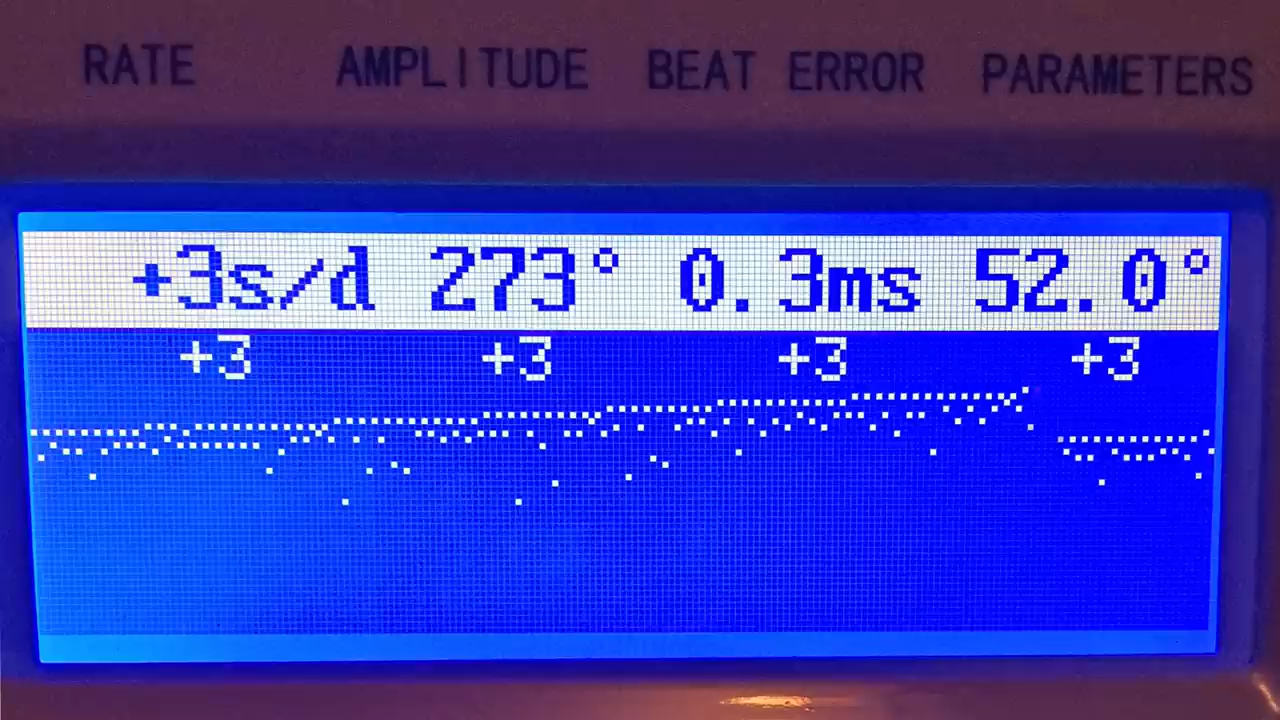 RATE AMPLITUDE BEAT ERROR PARAMETERS
+3s/d 273° 0.3ms 52.0°
+3 +3 +3 +3